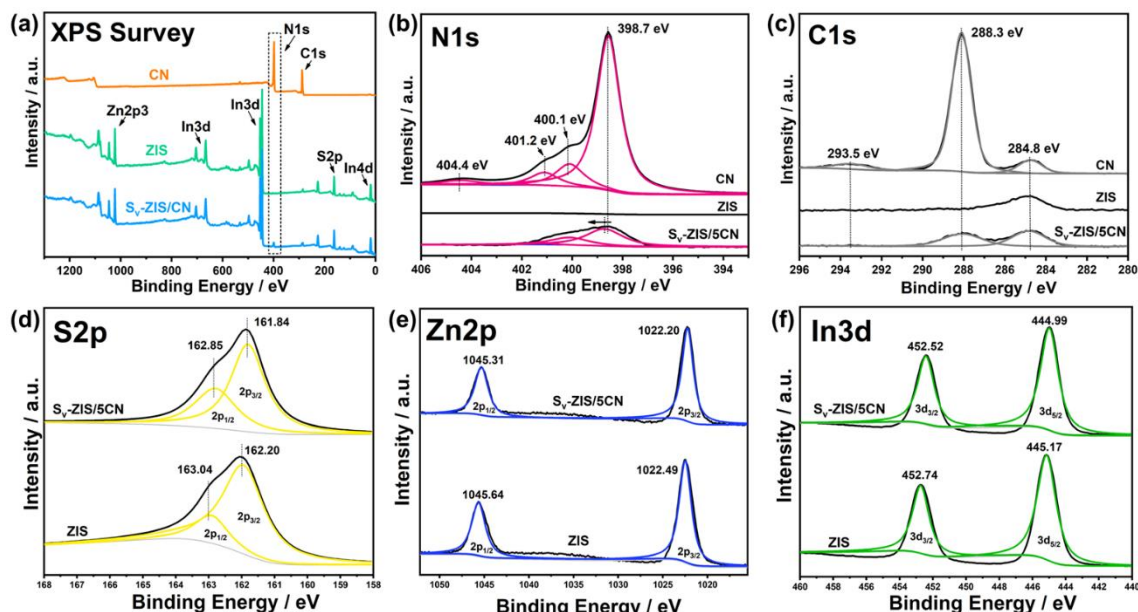 (a) XPS Survey
N1s
C1s
CN
Zn2p3
In3d
In3d
ZIS
S2p
In4d
Sv-ZIS/CN
Intensity / a.u.
1200 1000 800 600 400 200 0
Binding Energy / eV
(b) N1s
398.7 eV
400.1 eV
401.2 eV
404.4 eV
CN
ZIS
Sv-ZIS/5CN
Intensity / a.u.
406 404 402 400 398 396 394
Binding Energy / eV
(c) C1s
288.3 eV
293.5 eV
284.8 eV
CN
ZIS
Sv-ZIS/5CN
Intensity / a.u.
296 294 292 290 288 286 284 282 280
Binding Energy / eV
(d) S2p
161.84
162.85
2p3/2
2p1/2
Sv-ZIS/5CN
162.20
163.04
2p3/2
2p1/2
ZIS
Intensity / a.u.
168 167 166 165 164 163 162 161 160 159 158
Binding Energy / eV
(e) Zn2p
1022.20
1045.31
2p1/2
Sv-ZIS/5CN
2p3/2
1022.49
1045.64
2p1/2
ZIS
2p3/2
Intensity / a.u.
1050 1045 1040 1035 1030 1025 1020
Binding Energy / eV
(f) In3d
444.99
452.52
Sv-ZIS/5CN
3d3/2
3d5/2
445.17
452.74
ZIS
3d3/2
3d5/2
Intensity / a.u.
460 458 456 454 452 450 448 446 444 442 440
Binding Energy / eV